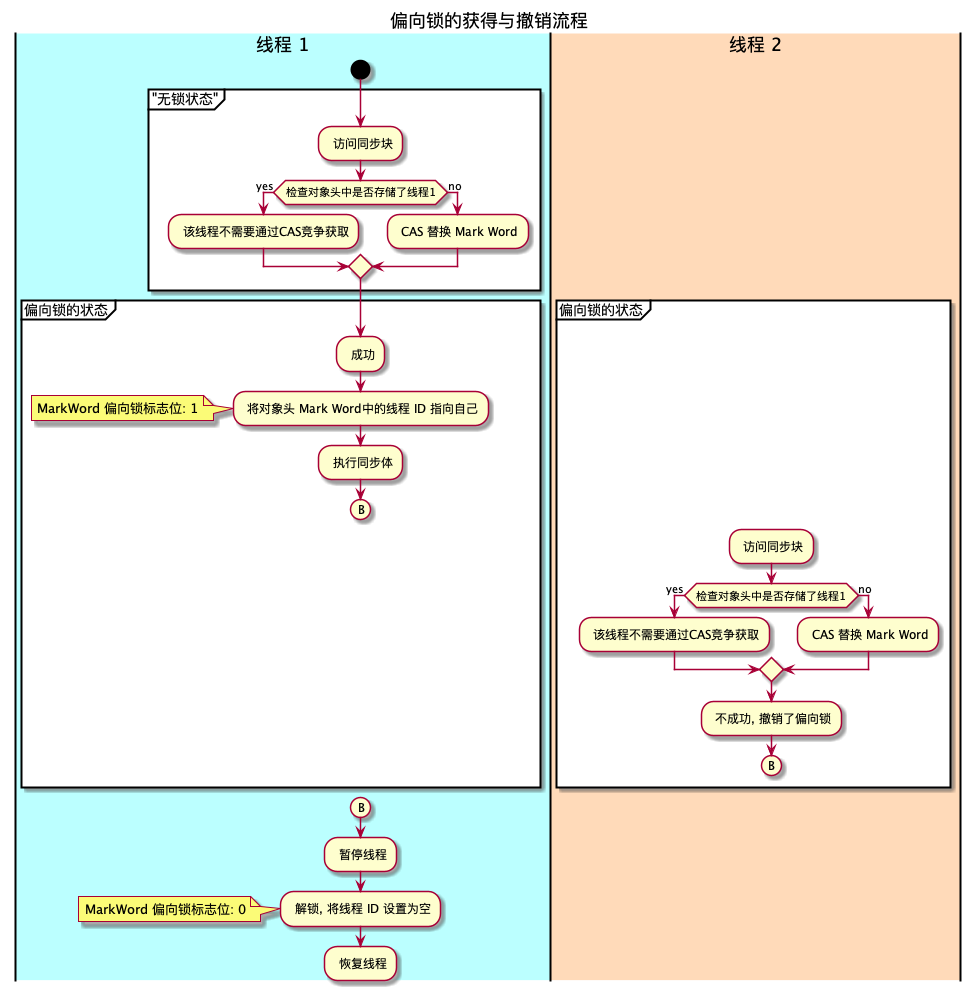 偏向锁的获得与撤销流程
线程 1
线程 2
"无锁状态"
访问同步块
yes
检查对象头中是否存储了线程1
no
该线程不需要通过CAS竞争获取
CAS 替换 Mark Word
偏向锁的状态
偏向锁的状态
成功
MarkWord 偏向锁标志位: 1
将对象头 Mark Word中的线程 ID 指向自己
执行同步体
B
访问同步块
yes
检查对象头中是否存储了线程1
no
该线程不需要通过CAS竞争获取
CAS 替换 Mark Word
不成功, 撤销了偏向锁
B
B
暂停线程
MarkWord 偏向锁标志位: 0
解锁, 将线程 ID 设置为空
恢复线程